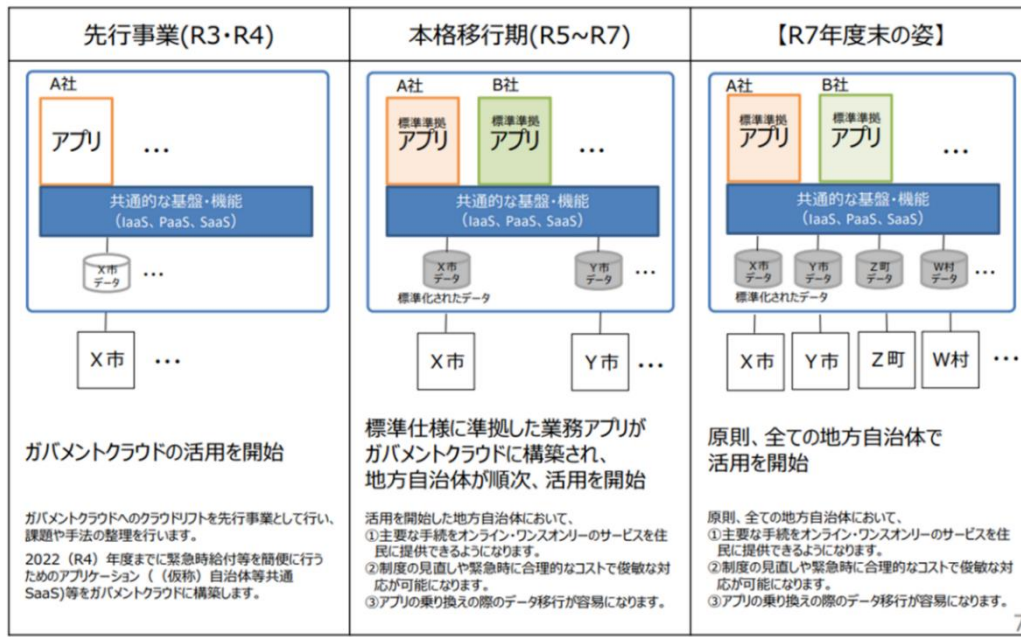 先行事業(R3・R4)
A社
アプリ
…
共通的な基盤・機能
(IaaS、PaaS、SaaS)
X市
データ
…
X市
…
ガバメントクラウドの活用を開始
ガバメントクラウドへのクラウドリフトを先行事業として行い、
課題や手法の整理を行います。
2022（R4）年度までに緊急時給付等を簡便に行う
ためのアプリケーション（（仮称）自治体等共通
SaaS)等をガバメントクラウドに構築します。
本格移行期(R5~R7)
A社
B社
標準準拠
アプリ
標準準拠
アプリ
…
共通的な基盤・機能
(IaaS、PaaS、SaaS)
X市
データ
Y市
データ
…
標準化されたデータ
X市
Y市
…
標準仕様に準拠した業務アプリが
ガバメントクラウドに構築され、
地方自治体が順次、活用を開始
活用を開始した地方自治体において、
①主要な手続をオンライン・ワンスオンリーのサービスを住
民に提供できるようになります。
②制度の見直しや緊急時に合理的なコストで俊敏な対
応が可能になります。
③アプリの乗り換えの際のデータ移行が容易になります。
【R7年度末の姿】
A社
B社
標準準拠
アプリ
標準準拠
アプリ
…
共通的な基盤・機能
(IaaS、PaaS、SaaS)
X市
データ
Y市
データ
Z町
データ
W村
データ
…
標準化されたデータ
X市
Y市
Z町
W村
…
原則、全ての地方自治体で
活用を開始
原則、全ての地方自治体において、
①主要な手続をオンライン・ワンスオンリーのサービスを住
民に提供できるようになります。
②制度の見直しや緊急時に合理的なコストで俊敏な対
応が可能になります。
③アプリの乗り換えの際のデータ移行が容易になります。
7